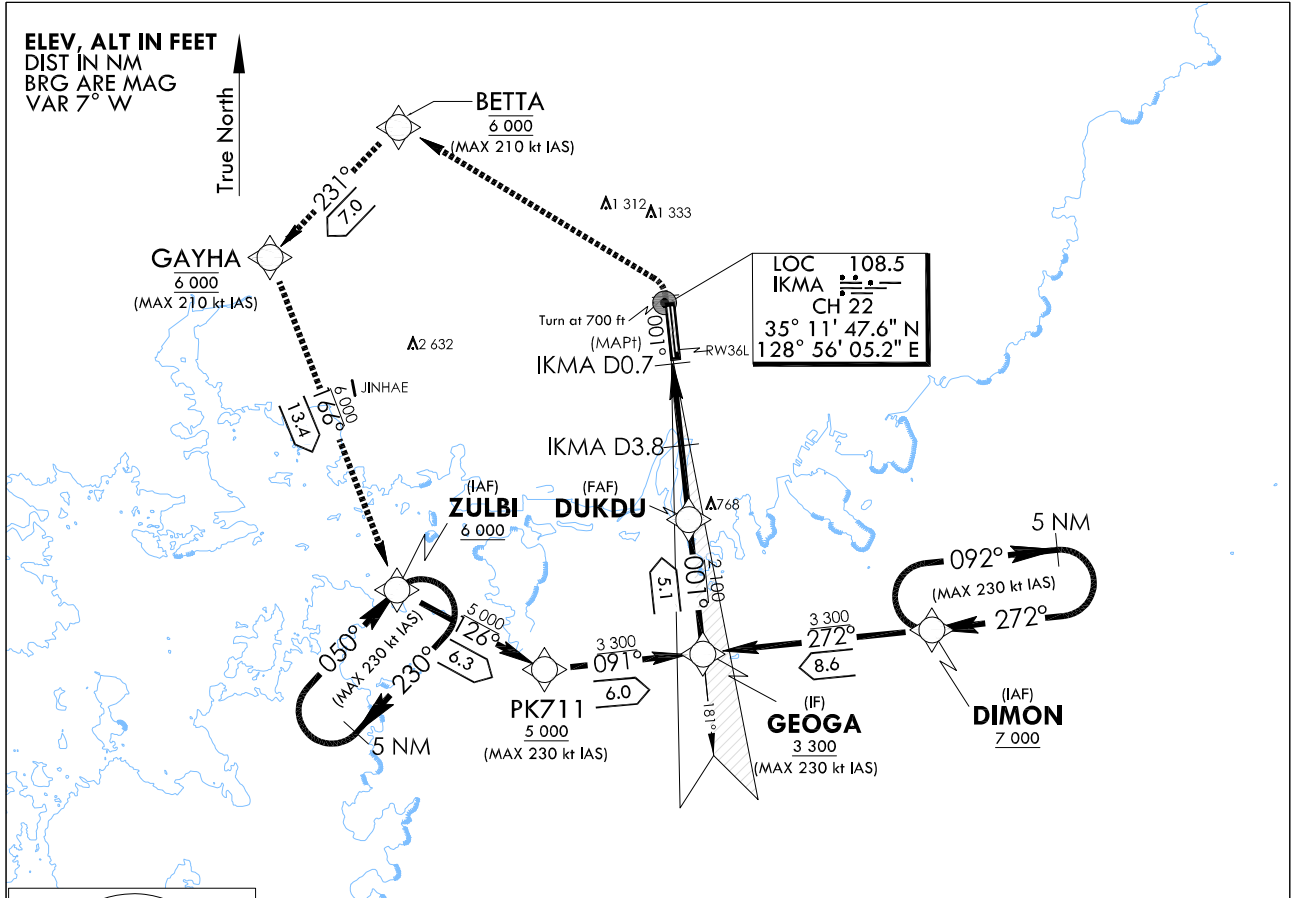 ELEV, ALT IN FEET
DIST IN NM
BRG ARE MAG
VAR 7° W
True North
BETTA
6 000
(MAX 210 kt IAS)
231°
7.0
GAYHA
6 000
(MAX 210 kt IAS)
1 312
1 333
LOC 108.5
IKMA
CH 22
35° 11' 47.6" N
128° 56' 05.2" E
Turn at 700 ft
(MAPt)
001°
RW36L
IKMA D0.7
2 632
JINHAE
6 000
166°
13.4
IKMA D3.8
(IAF)
ZULBI
6 000
(FAF)
DUKDU
768
5 NM
092°
(MAX 230 kt IAS)
272°
2 100
001°
5.1
050°
(MAX 230 kt IAS)
230°
5 NM
5 000
126°
6.3
3 300
091°
6.0
3 300
272°
8.6
PK711
5 000
(MAX 230 kt IAS)
181°
(IF)
GEOGA
3 300
(MAX 230 kt IAS)
(IAF)
DIMON
7 000